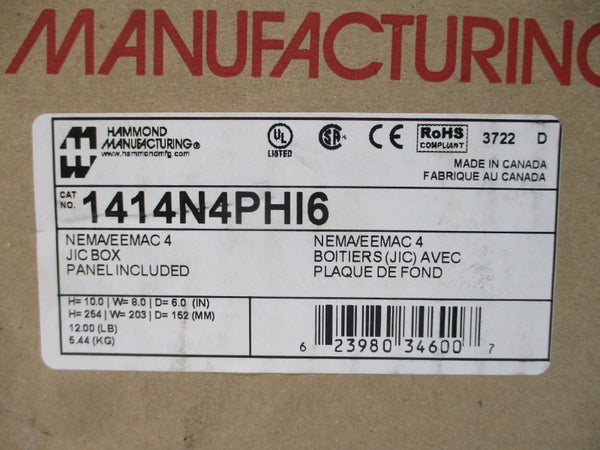 MANUFACTURING
HAMMOND
MANUFACTURING®
www.hammondmfg.com
UL
LISTED
SA
CE
RoHS
COMPLIANT
3722 D
MADE IN CANADA
FABRIQUE AU CANADA
CAT
NO.
1414N4PHI6
NEMA/EEMAC 4
JIC BOX
PANEL INCLUDED
NEMA/EEMAC 4
BOITIERS (JIC) AVEC
PLAQUE DE FOND
H= 10.0 | W= 8.0 | D= 6.0 (IN)
H= 254 | W= 203 | D= 152 (MM)
12.00 (LB)
5.44 (KG)
6 23980 34600 7